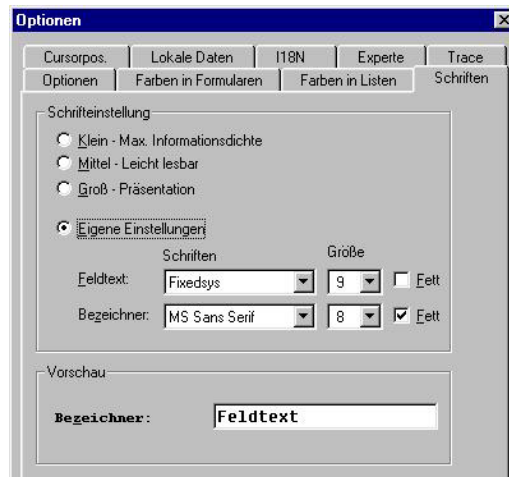 Optionen
Cursorpos. Lokale Daten I18N Experte Trace
Optionen Farben in Formularen Farben in Listen Schriften
Schrifteinstellung
Klein - Max. Informationsdichte
Mittel - Leicht lesbar
Groß - Präsentation
Eigene Einstellungen
Schriften Größe
Feldtext: Fixedsys 9 Fett
Bezeichner: MS Sans Serif 8 Fett
Vorschau
Bezeichner: Feldtext